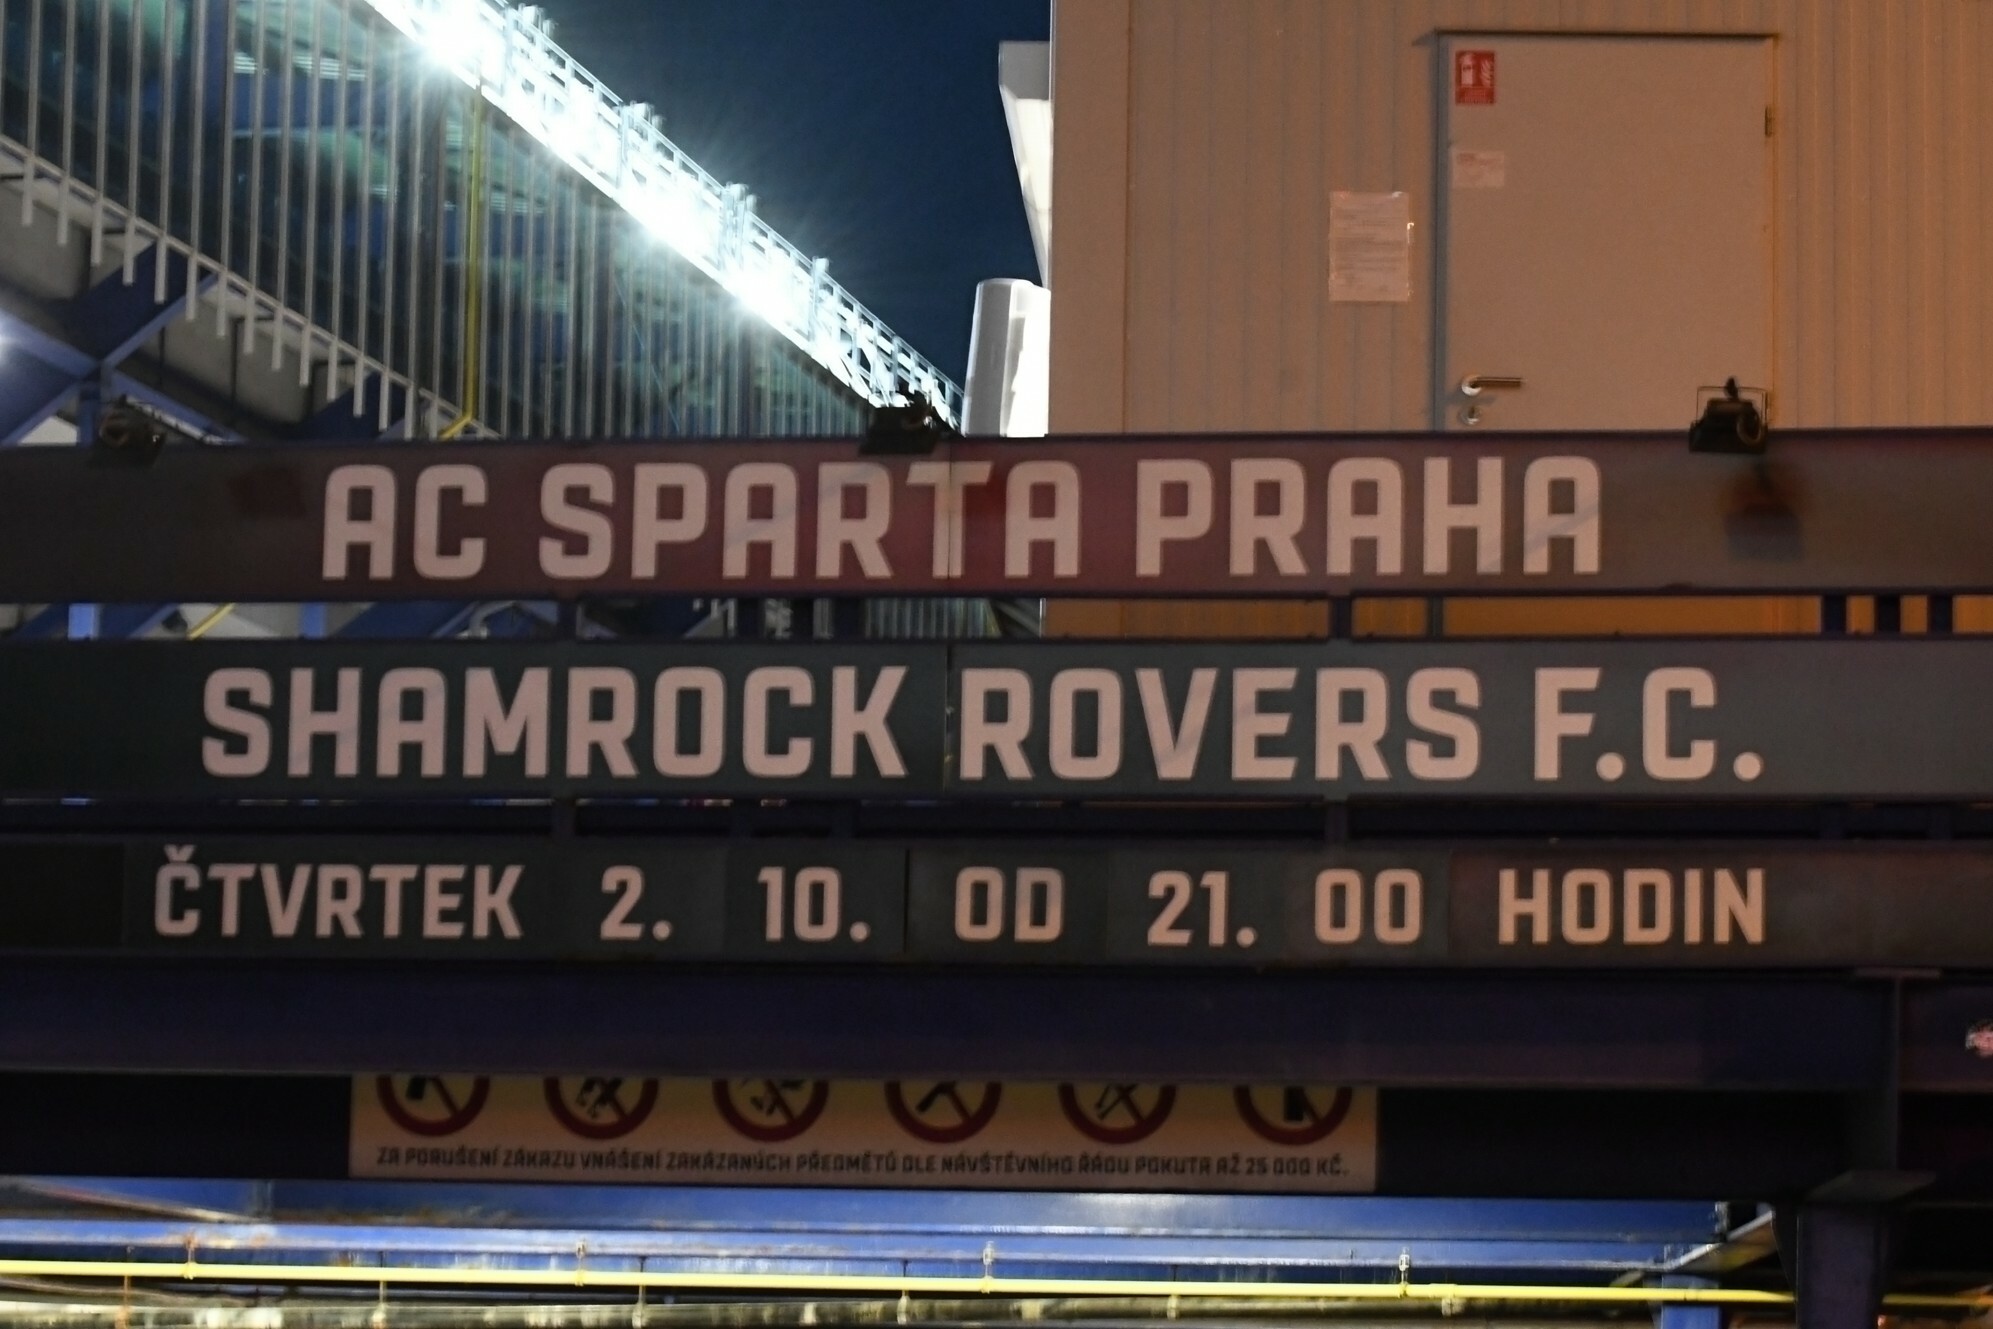 AC SPARTA PRAHA
SHAMROCK ROVERS F.C.
ČTVRTEK 2. 10. OD 21. 00 HODIN
ZA PORUŠENÍ ZÁKAZU VNÁŠENÍ ZAKÁZANÝCH PŘEDMĚTŮ DLE NÁVŠTĚVNÍHO ŘÁDU POKUTA AŽ 25 000 KČ.